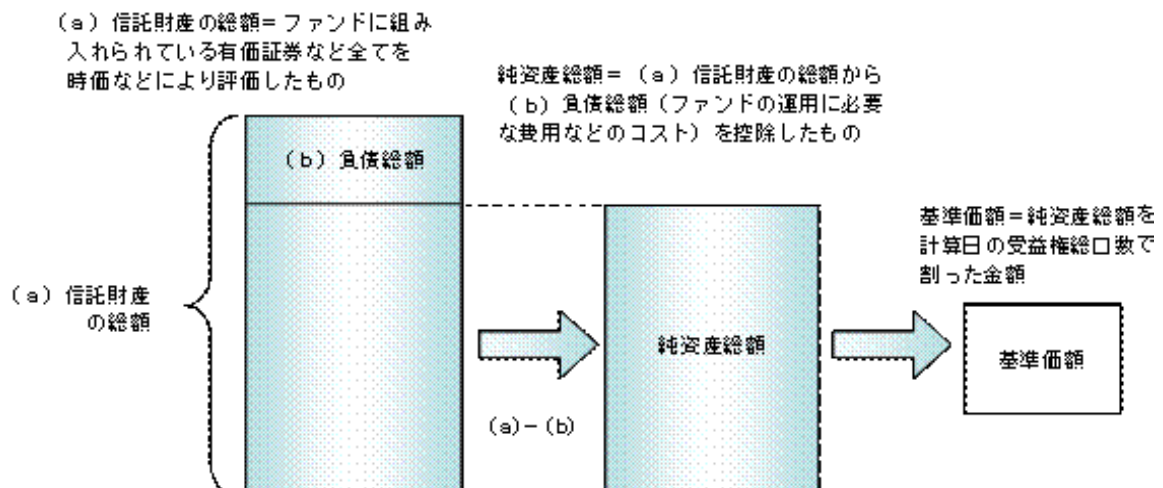 (a)信託財産の総額=ファンドに組み
入れられている有価証券など全てを
時価などにより評価したもの
純資産総額=(a)信託財産の総額から
(b)負債総額(ファンドの運用に必要
な費用などのコスト)を控除したもの
(b)負債総額
基準価額=純資産総額を
計算日の受益権総口数で
割った金額
(a)信託財産
の総額
純資産総額
基準価額
(a)-(b)